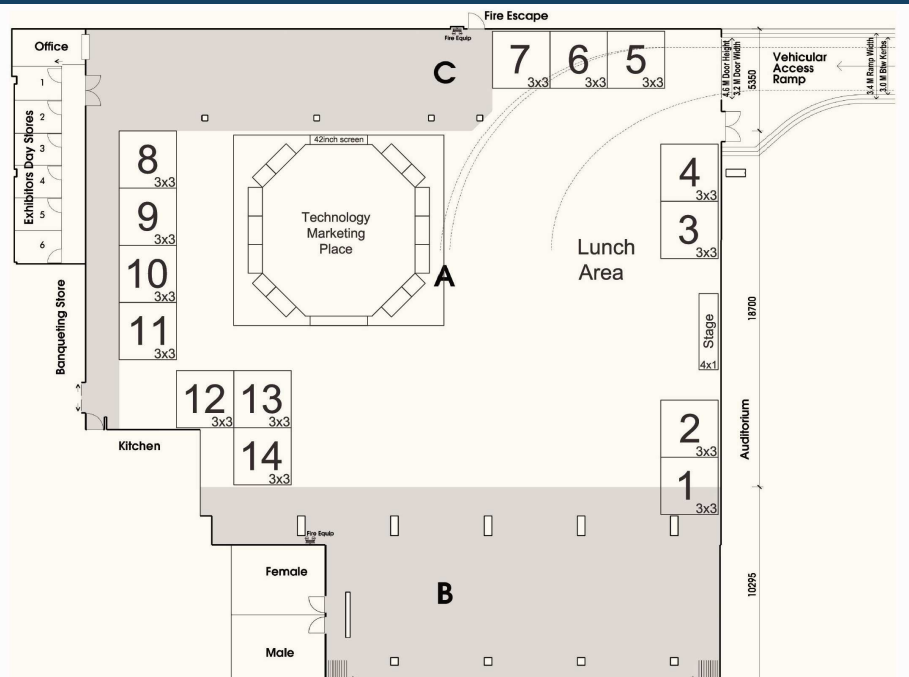 Fire Escape
Fire Equip
Office
C
7
3x3
6
3x3
5
3x3
4.6 M Door Height
3.2 M Door Width
5350
Vehicular
Access
Ramp
3.4 M Ramp Width
3.0 M Btw Kerbs
Exhibitors Day Stores
1
2
3
4
5
6
42inch screen
Technology
Marketing
Place
A
Lunch
Area
8
3x3
9
3x3
10
3x3
11
3x3
4
3x3
3
3x3
Banqueting Store
Stage
4x1
18700
Auditorium
12
3x3
13
3x3
14
3x3
2
3x3
1
3x3
Kitchen
Fire Equip
Female
Male
B
10295